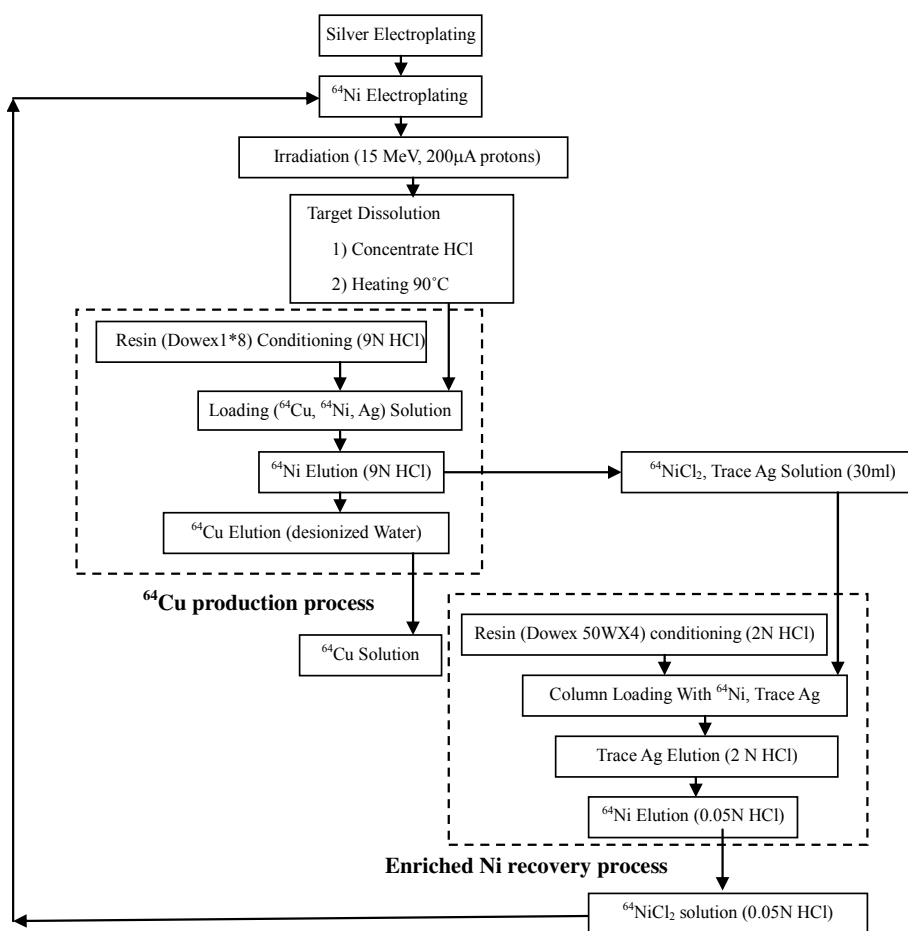 Silver Electroplating
⁶⁴Ni Electroplating
Irradiation (15 MeV, 200μA protons)
Target Dissolution
1) Concentrate HCl
2) Heating 90˚C
Resin (Dowex1*8) Conditioning (9N HCl)
Loading (⁶⁴Cu, ⁶⁴Ni, Ag) Solution
⁶⁴Ni Elution (9N HCl)
⁶⁴NiCl₂, Trace Ag Solution (30ml)
⁶⁴Cu Elution (desionized Water)
⁶⁴Cu production process
⁶⁴Cu Solution
Resin (Dowex 50WX4) conditioning (2N HCl)
Column Loading With ⁶⁴Ni, Trace Ag
Trace Ag Elution (2 N HCl)
⁶⁴Ni Elution (0.05N HCl)
Enriched Ni recovery process
⁶⁴NiCl₂ solution (0.05N HCl)